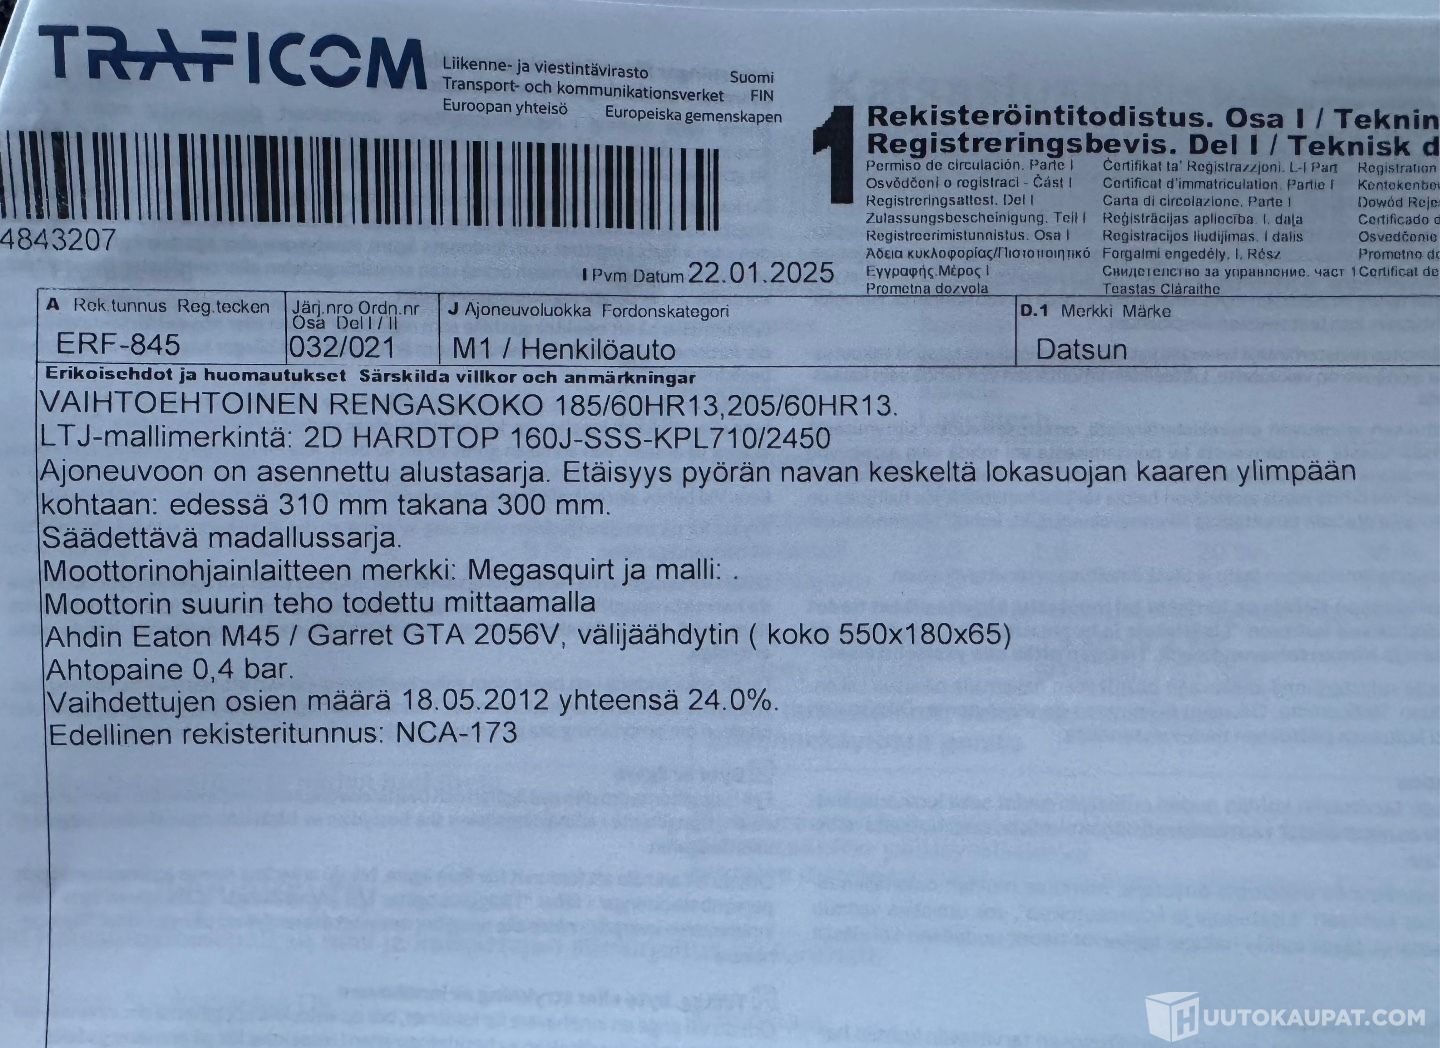 TRAFICOM
Liikenne- ja viestintävirasto Suomi
Transport- och kommunikationsverket FIN
Euroopan yhteisö Europeiska gemenskapen
4843207
I Pvm Datum 22.01.2025
1 Rekisteröintitodistus. Osa I / Teknin
Registreringsbevis. Del I / Teknisk d
Permiso de circulación. Parte I Ċertifikat ta' Reġistrazzjoni. L-I Part Registration
Osvědčení o registraci - Část I Certificat d'immatriculation. Partie I Kentekenbew
Registreringsattest. Del I Carta di circolazione. Parte I Dowód Reje
Zulassungsbescheinigung. Teil I Reģistrācijas apliecība. I. daļa Certificado d
Registreerimistunnistus. Osa I Registracijos liudijimas. I dalis Osvedčenie
Άδεια κυκλοφορίας/Πιστοποιητικό Forgalmi engedély. I. Rész Prometno do
Εγγραφής. Μέρος I Свидетелство за управление. част 1 Certificat de
Prometna dozvola Teastas Cláraithe
A Rek.tunnus Reg.tecken
ERF-845
Järj.nro Ordn.nr
Osa Del I / II
032/021
J Ajoneuvoluokka Fordonskategori
M1 / Henkilöauto
D.1 Merkki Märke
Datsun
Erikoisehdot ja huomautukset Särskilda villkor och anmärkningar
VAIHTOEHTOINEN RENGASKOKO 185/60HR13,205/60HR13.
LTJ-mallimerkintä: 2D HARDTOP 160J-SSS-KPL710/2450
Ajoneuvoon on asennettu alustasarja. Etäisyys pyörän navan keskeltä lokasuojan kaaren ylimpään
kohtaan: edessä 310 mm takana 300 mm.
Säädettävä madallussarja.
Moottorinohjainlaitteen merkki: Megasquirt ja malli: .
Moottorin suurin teho todettu mittaamalla
Ahdin Eaton M45 / Garret GTA 2056V, välijäähdytin ( koko 550x180x65)
Ahtopaine 0,4 bar.
Vaihdettujen osien määrä 18.05.2012 yhteensä 24.0%.
Edellinen rekisteritunnus: NCA-173
HUUTOKAUPAT.COM